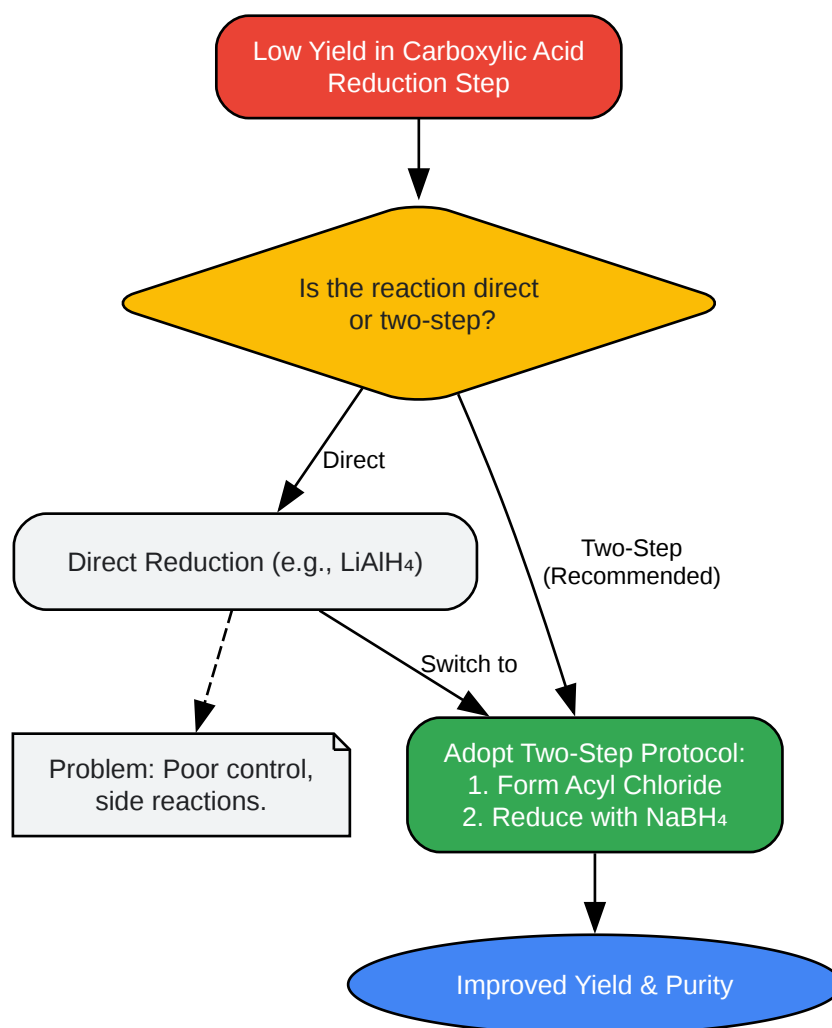 Low Yield in Carboxylic Acid
Reduction Step
Is the reaction direct
or two-step?
Direct
Direct Reduction (e.g., LiAlH₄)
Two-Step
(Recommended)
Switch to
Problem: Poor control,
side reactions.
Adopt Two-Step Protocol:
1. Form Acyl Chloride
2. Reduce with NaBH₄
Improved Yield & Purity